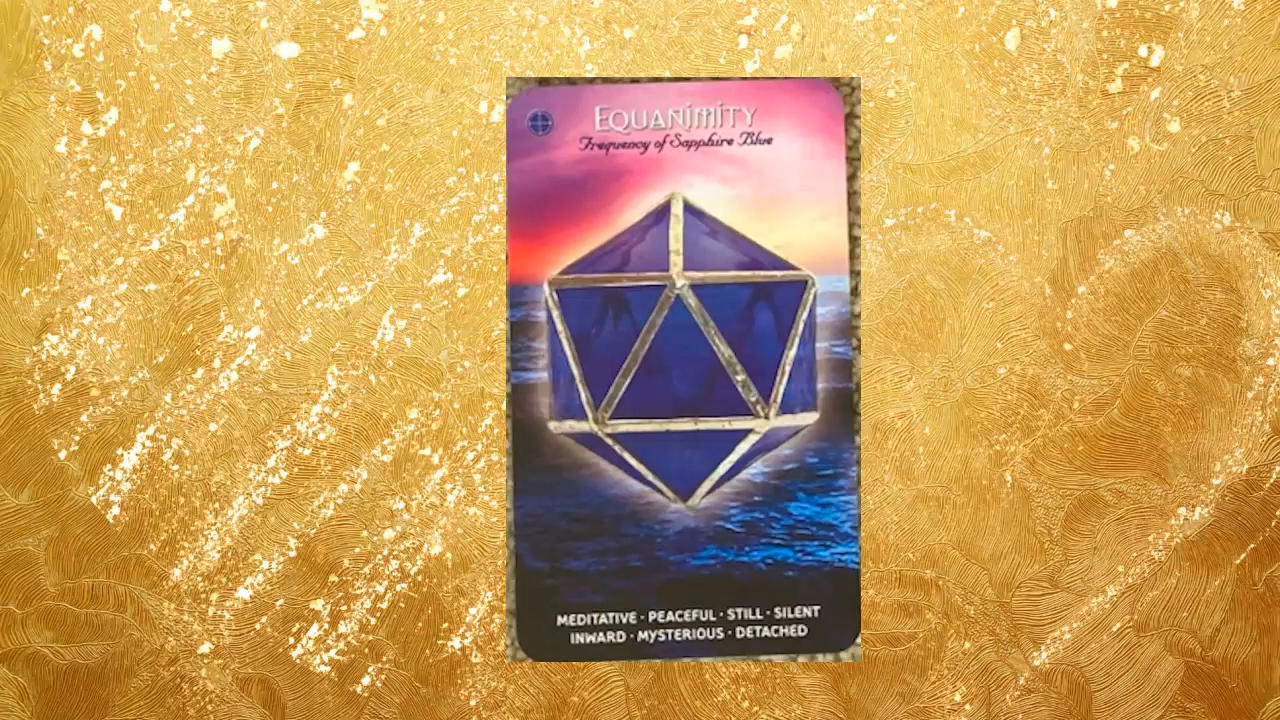 EQUANIMITY
Frequency of Sapphire Blue
MEDITATIVE · PEACEFUL · STILL · SILENT
INWARD · MYSTERIOUS · DETACHED